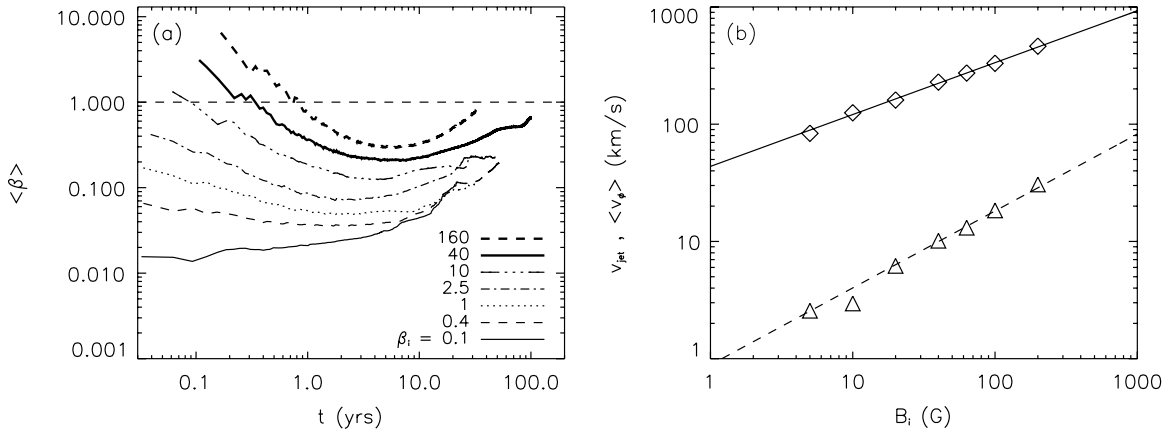 (a)
10.000
1.000
0.100
0.010
0.001
<β>
160
40
10
2.5
1
0.4
βᵢ = 0.1
0.1 1.0 10.0 100.0
t (yrs)
(b)
1000
100
10
1
v_jet , <v_ø> (km/s)
1 10 100 1000
Bᵢ (G)